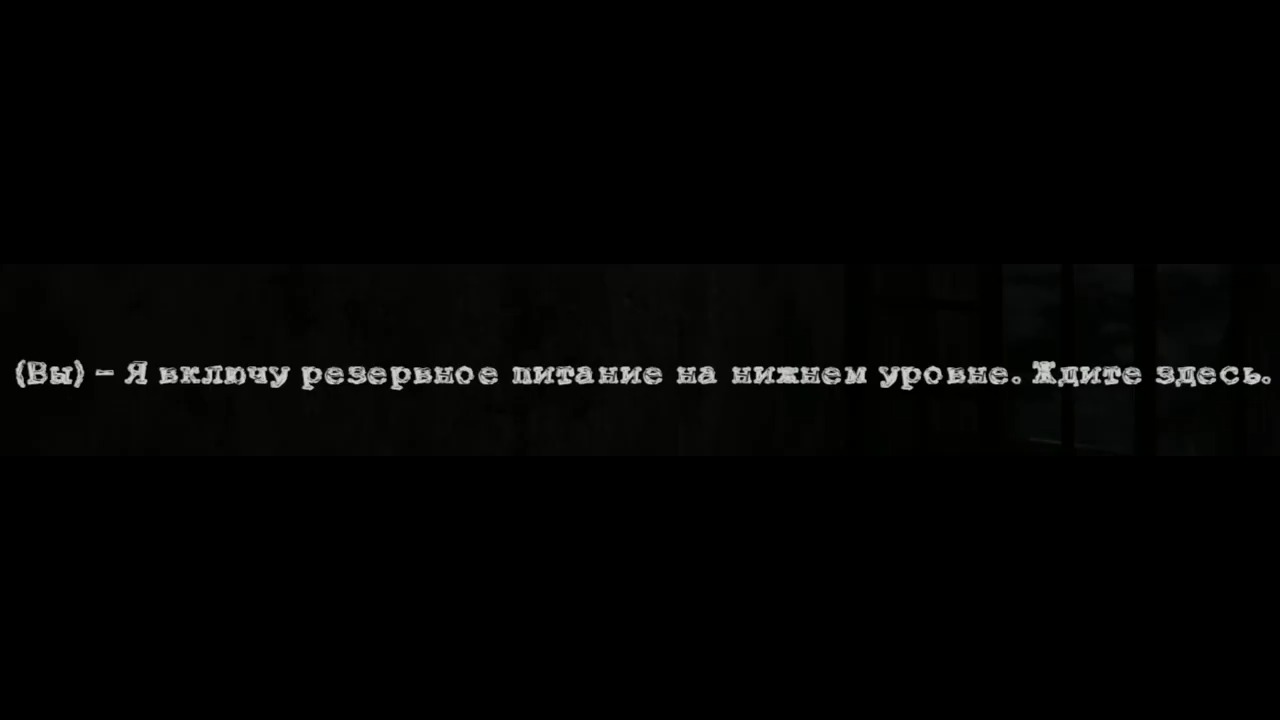 (Вы) – Я включу резервное питание на нижнем уровне. Ждите здесь.